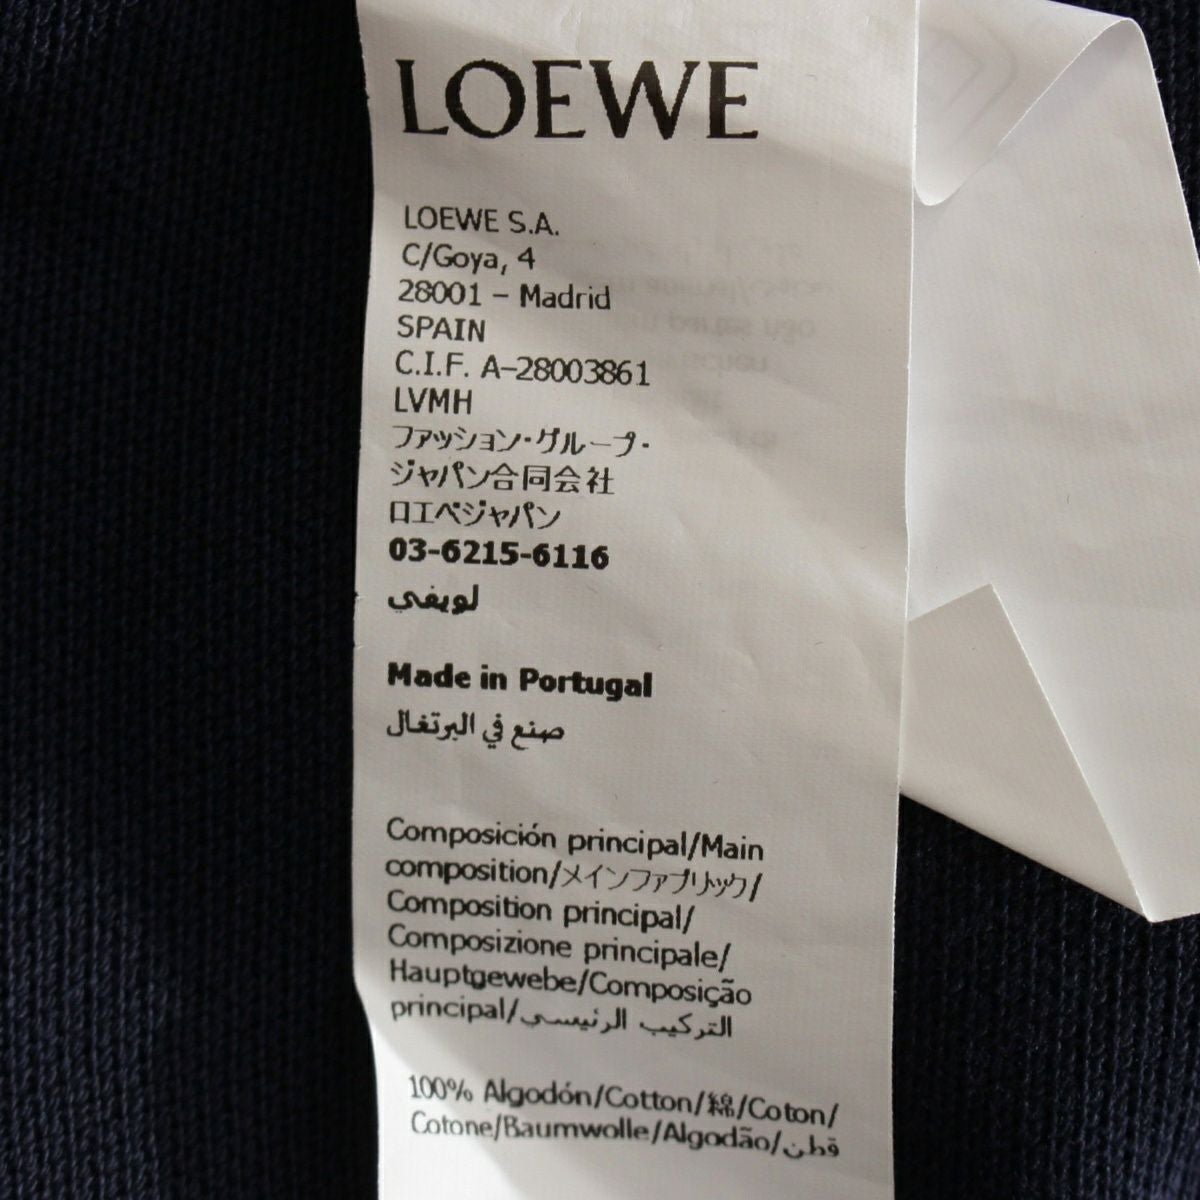 LOEWE
LOEWE S.A.
C/Goya, 4
28001 – Madrid
SPAIN
C.I.F. A–28003861
LVMH
ファッション・グループ・
ジャパン合同会社
ロエベジャパン
03-6215-6116
لويفي
Made in Portugal
صنع في البرتغال
Composición principal/Main
composition/メインファブリック/
Composition principal/
Composizione principale/
Hauptgewebe/Composição
principal/التركيب الرئيسي
100% Algodón/Cotton/綿/Coton/
Cotone/Baumwolle/Algodão/قطن